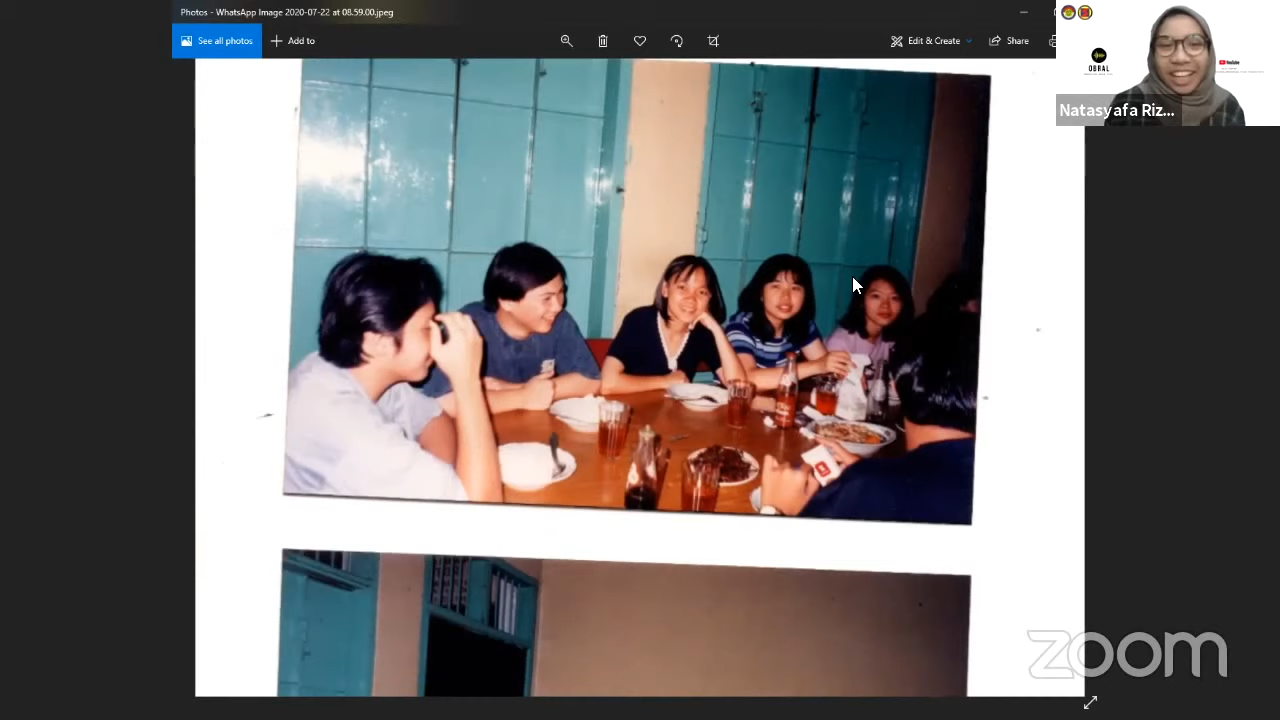 Photos - WhatsApp Image 2020-07-22 at 08.59.00.jpeg
See all photos
Add to
Edit & Create
Share
OBRAL
YouTube
Natasyafa Riz...
zoom